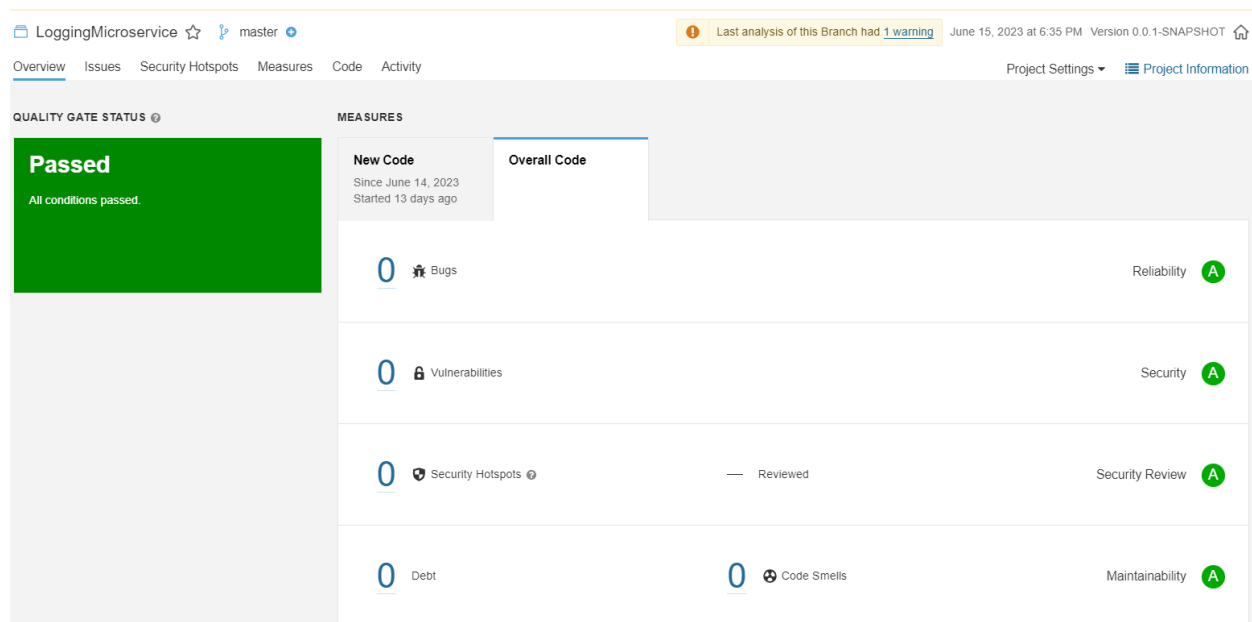 LoggingMicroservice master Last analysis of this Branch had 1 warning June 15, 2023 at 6:35 PM Version 0.0.1-SNAPSHOT
Overview Issues Security Hotspots Measures Code Activity Project Settings Project Information
QUALITY GATE STATUS ? MEASURES
Passed
All conditions passed.
New Code Overall Code
Since June 14, 2023
Started 13 days ago
0 Bugs Reliability A
0 Vulnerabilities Security A
0 Security Hotspots ? — Reviewed Security Review A
0 Debt 0 Code Smells Maintainability A